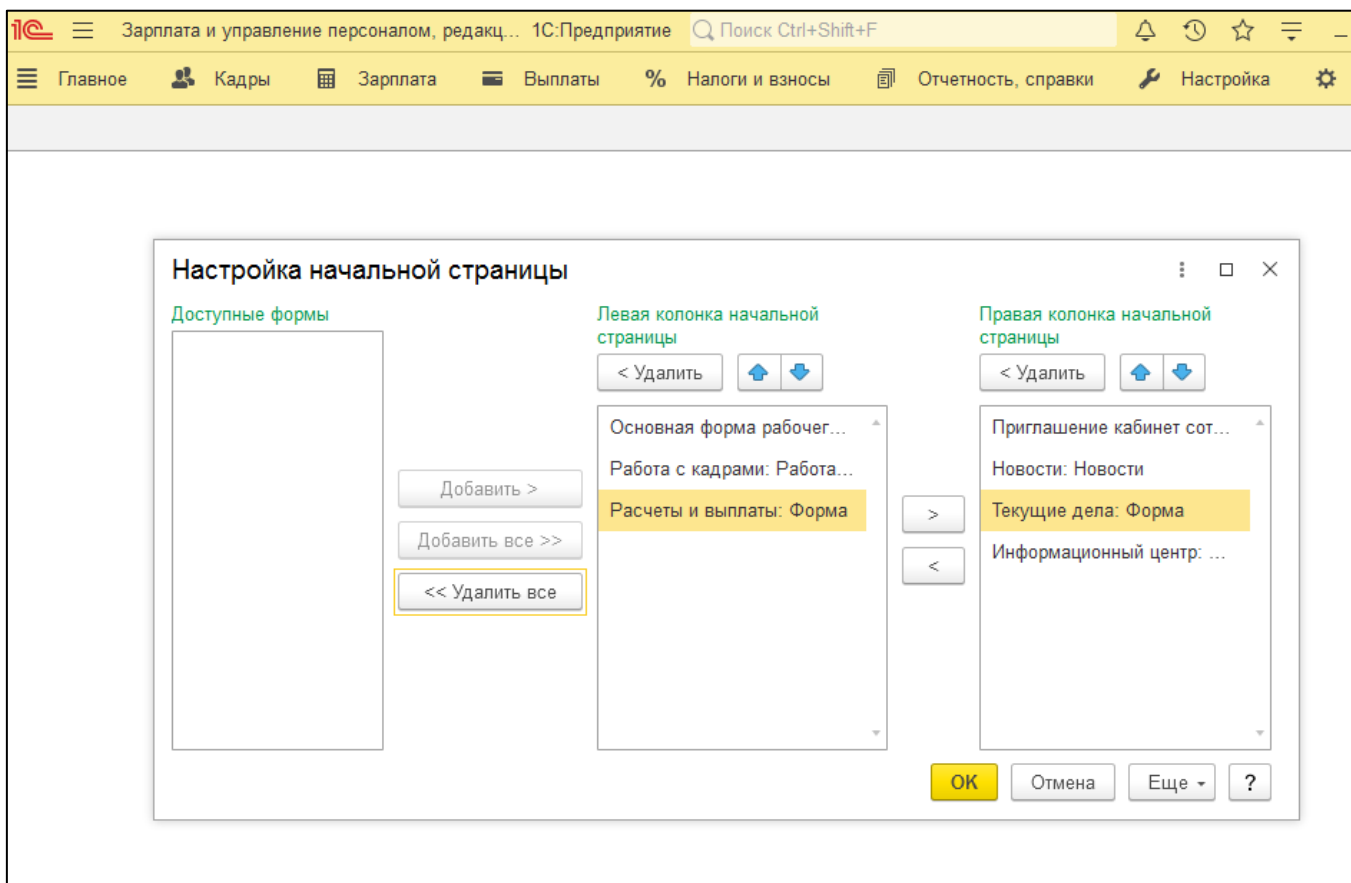 1С Зарплата и управление персоналом, редакц... 1С:Предприятие Поиск Ctrl+Shift+F
Главное Кадры Зарплата Выплаты % Налоги и взносы Отчетность, справки Настройка
Настройка начальной страницы
Доступные формы
Левая колонка начальной
страницы
Правая колонка начальной
страницы
< Удалить
< Удалить
Основная форма рабочег...
Работа с кадрами: Работа...
Расчеты и выплаты: Форма
Добавить >
Добавить все >>
<< Удалить все
>
<
Приглашение кабинет сот...
Новости: Новости
Текущие дела: Форма
Информационный центр: ...
ОК Отмена Еще ?